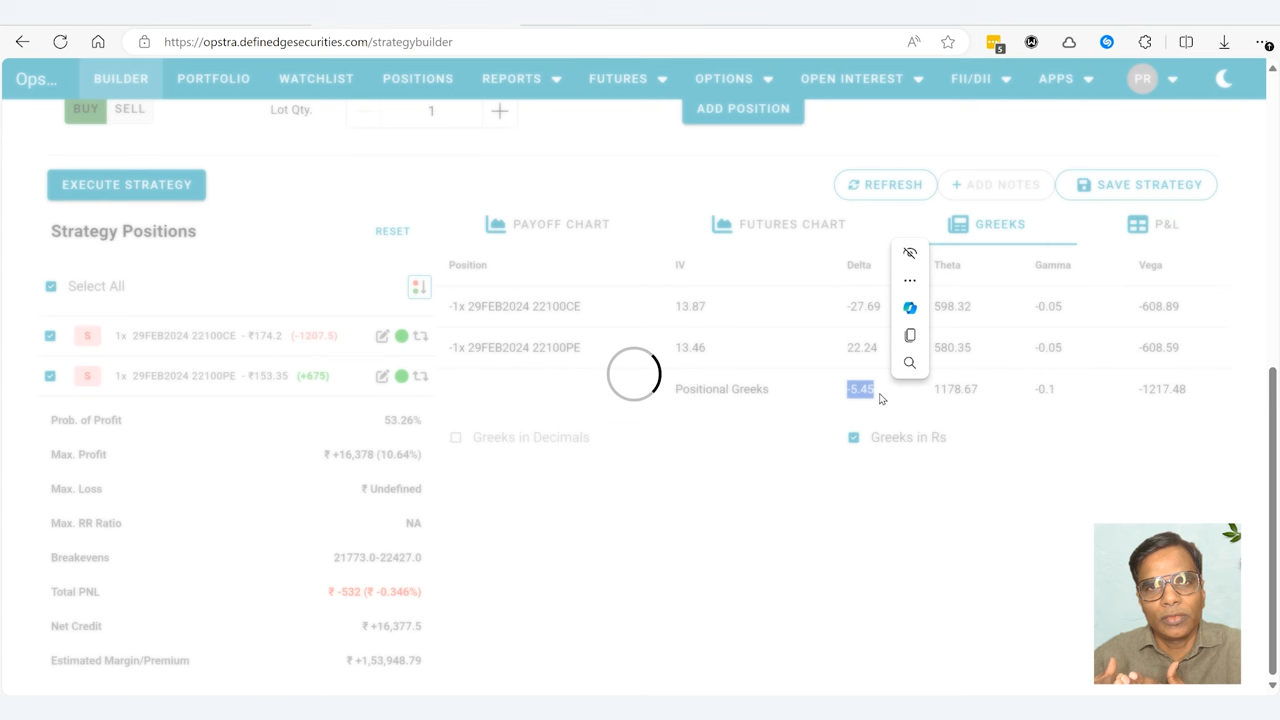 https://opstra.definedgesecurities.com/strategybuilder
5
Ops... BUILDER PORTFOLIO WATCHLIST POSITIONS REPORTS FUTURES OPTIONS OPEN INTEREST FII/DII APPS PR
BUY SELL Lot Qty. 1 ADD POSITION
EXECUTE STRATEGY REFRESH + ADD NOTES SAVE STRATEGY
Strategy Positions RESET PAYOFF CHART FUTURES CHART GREEKS P&L
Position IV Delta Theta Gamma Vega
Select All
-1x 29FEB2024 22100CE 13.87 -27.69 598.32 -0.05 -608.89
S 1x 29FEB2024 22100CE - ₹174.2 (-1207.5)
-1x 29FEB2024 22100PE 13.46 22.24 580.35 -0.05 -608.59
S 1x 29FEB2024 22100PE - ₹153.35 (+675)
Positional Greeks -5.45 1178.67 -0.1 -1217.48
Prob. of Profit 53.26%
Greeks in Decimals Greeks in Rs
Max. Profit ₹ +16,378 (10.64%)
Max. Loss ₹ Undefined
Max. RR Ratio NA
Breakevens 21773.0-22427.0
Total PNL ₹ -532 (₹ -0.346%)
Net Credit ₹ +16,377.5
Estimated Margin/Premium ₹ +1,53,948.79